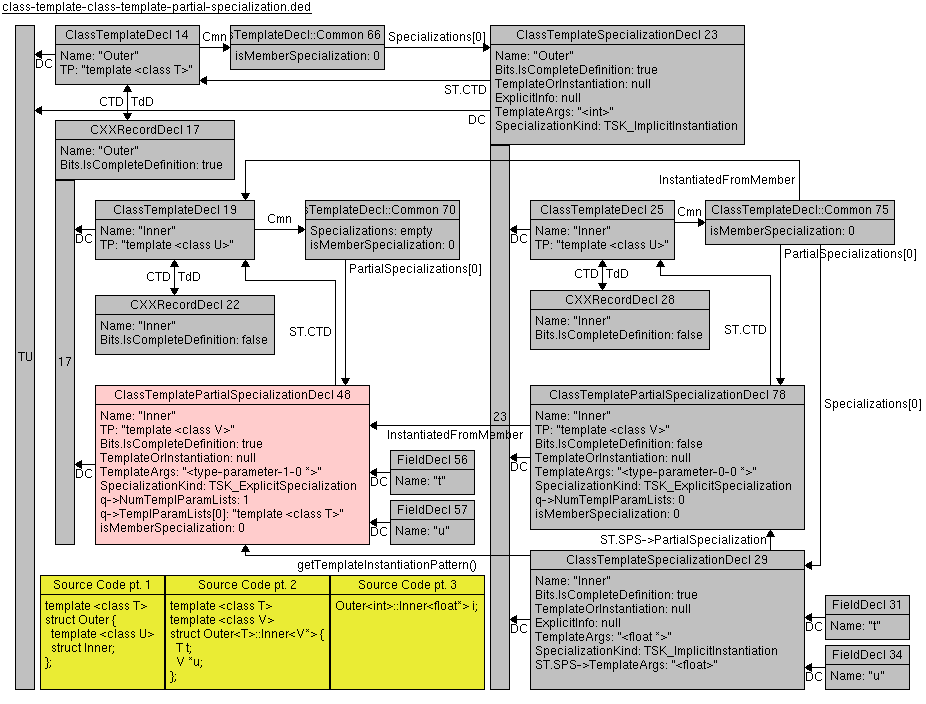 class-template-class-template-partial-specialization.ded
ClassTemplateDecl 14
Name: "Outer"
TP: "template <class T>"
Cmn
sTemplateDecl::Common 66
isMemberSpecialization: 0
Specializations[0]
ClassTemplateSpecializationDecl 23
Name: "Outer"
Bits.IsCompleteDefinition: true
TemplateOrInstantiation: null
ExplicitInfo: null
TemplateArgs: "<int>"
SpecializationKind: TSK_ImplicitInstantiation
DC
ST.CTD
DC
CTD
TdD
CXXRecordDecl 17
Name: "Outer"
Bits.IsCompleteDefinition: true
InstantiatedFromMember
ClassTemplateDecl 19
Name: "Inner"
TP: "template <class U>"
DC
Cmn
sTemplateDecl::Common 70
Specializations: empty
isMemberSpecialization: 0
ClassTemplateDecl 25
Name: "Inner"
TP: "template <class U>"
DC
Cmn
ClassTemplateDecl::Common 75
isMemberSpecialization: 0
PartialSpecializations[0]
PartialSpecializations[0]
CTD
TdD
CXXRecordDecl 22
Name: "Inner"
Bits.IsCompleteDefinition: false
ST.CTD
CTD
TdD
CXXRecordDecl 28
Name: "Inner"
Bits.IsCompleteDefinition: false
ST.CTD
TU
17
23
Specializations[0]
ClassTemplatePartialSpecializationDecl 48
Name: "Inner"
TP: "template <class V>"
Bits.IsCompleteDefinition: true
TemplateOrInstantiation: null
TemplateArgs: "<type-parameter-1-0 *>"
SpecializationKind: TSK_ExplicitSpecialization
q->NumTemplParamLists: 1
q->TemplParamLists[0]: "template <class T>"
isMemberSpecialization: 0
DC
InstantiatedFromMember
FieldDecl 56
Name: "t"
DC
FieldDecl 57
Name: "u"
DC
ClassTemplatePartialSpecializationDecl 78
Name: "Inner"
TP: "template <class V>"
Bits.IsCompleteDefinition: false
TemplateOrInstantiation: null
TemplateArgs: "<type-parameter-0-0 *>"
SpecializationKind: TSK_ExplicitSpecialization
q->NumTemplParamLists: 0
isMemberSpecialization: 0
DC
ST.SPS->PartialSpecialization
getTemplateInstantiationPattern()
ClassTemplateSpecializationDecl 29
Name: "Inner"
Bits.IsCompleteDefinition: true
TemplateOrInstantiation: null
ExplicitInfo: null
TemplateArgs: "<float *>"
SpecializationKind: TSK_ImplicitInstantiation
ST.SPS->TemplateArgs: "<float>"
DC
FieldDecl 31
Name: "t"
DC
FieldDecl 34
Name: "u"
DC
Source Code pt. 1
template <class T>
struct Outer {
template <class U>
struct Inner;
};
Source Code pt. 2
template <class T>
template <class V>
struct Outer<T>::Inner<V*> {
T t;
V *u;
};
Source Code pt. 3
Outer<int>::Inner<float*> i;